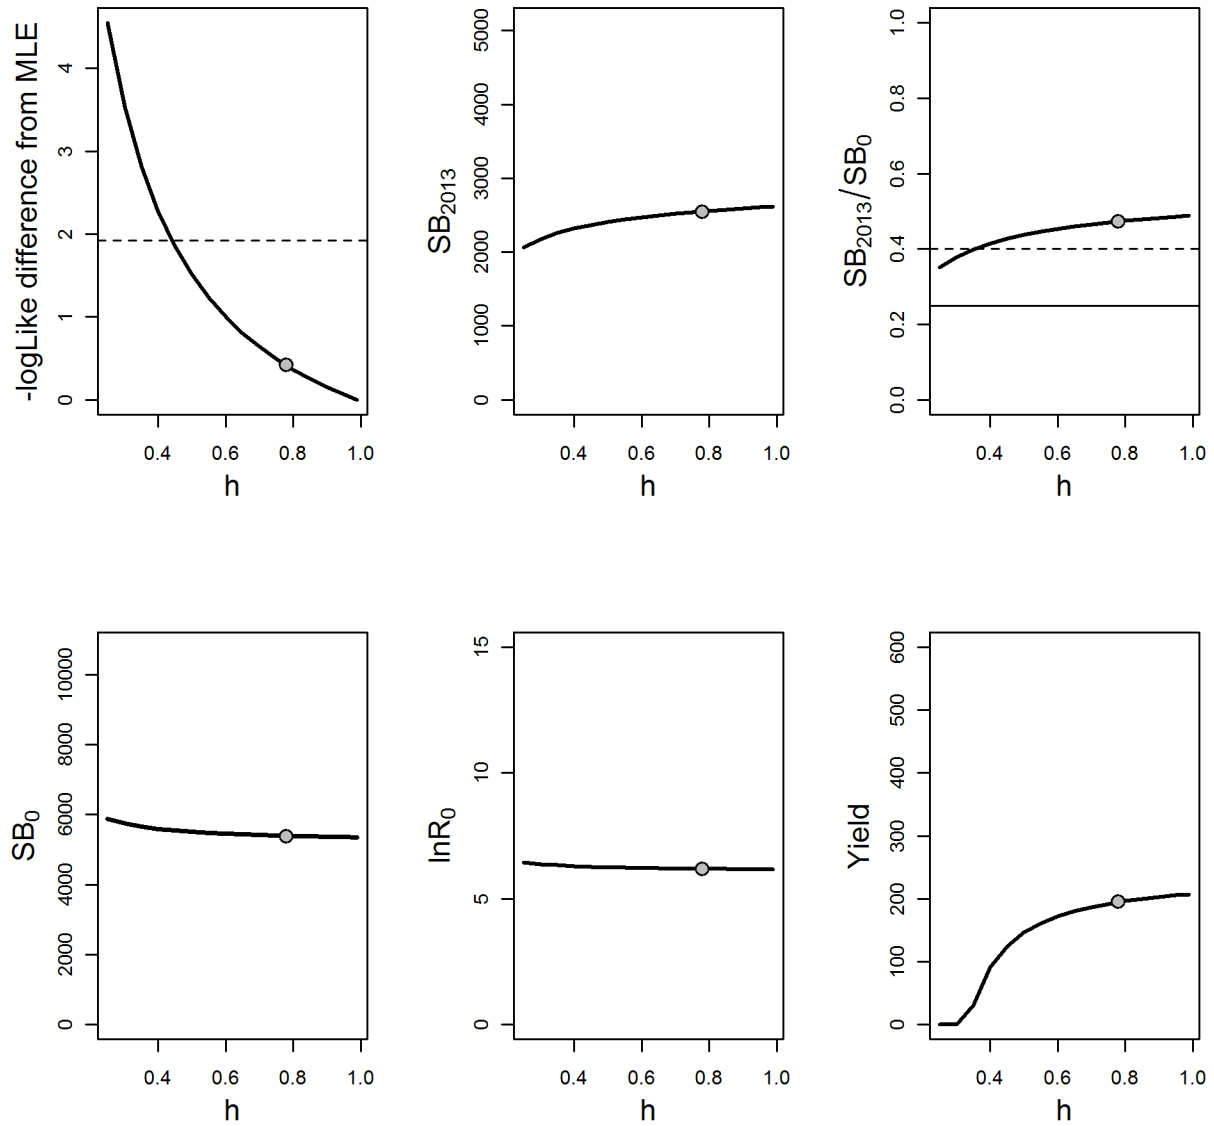 -logLike difference from MLE
0 1 2 3 4
0.4 0.6 0.8 1.0
h
SB2013
0 1000 2000 3000 4000 5000
0.4 0.6 0.8 1.0
h
SB2013/SB0
0.0 0.2 0.4 0.6 0.8 1.0
0.4 0.6 0.8 1.0
h
SB0
0 2000 4000 6000 8000 10000
0.4 0.6 0.8 1.0
h
lnR0
0 5 10 15
0.4 0.6 0.8 1.0
h
Yield
0 100 200 300 400 500 600
0.4 0.6 0.8 1.0
h